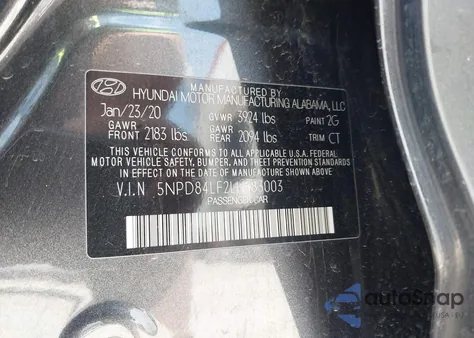 MANUFACTURED BY
HYUNDAI MOTOR MANUFACTURING ALABAMA, LLC
Jan/23/20 GVWR 3924 lbs PAINT 2G
GAWR FRONT 2183 lbs GAWR REAR 2094 lbs TRIM CT
THIS VEHICLE CONFORMS TO ALL APPLICABLE FEDERAL
MOTOR VEHICLE SAFETY, BUMPER, AND THEFT PREVENTION
STANDARDS IN EFFECT ON THE DATE OF MANUFACTURE SHOWN ABOVE.
V.I.N
PASSENGER CAR
autoSnap